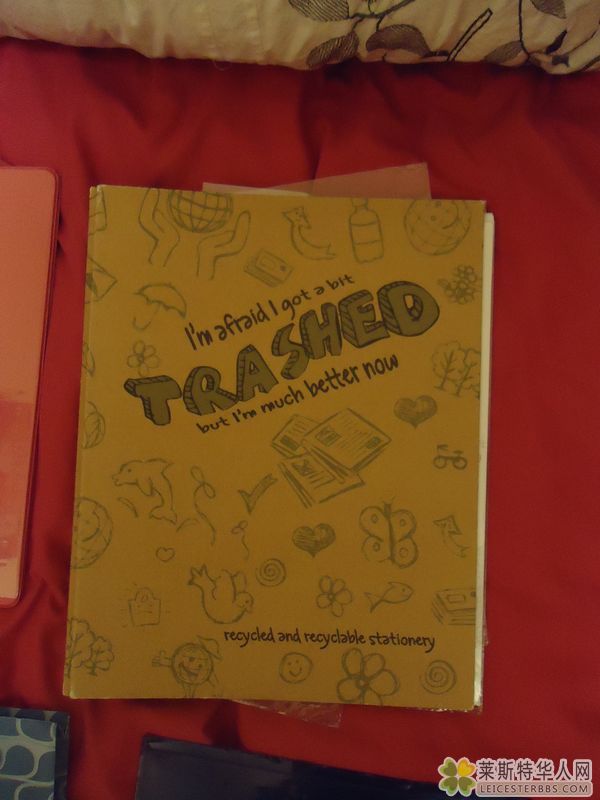 I'm afraid I got a bit
TRASHED
but I'm much better now
recycled and recyclable stationery
莱斯特华人网
LEICESTERBBS.COM